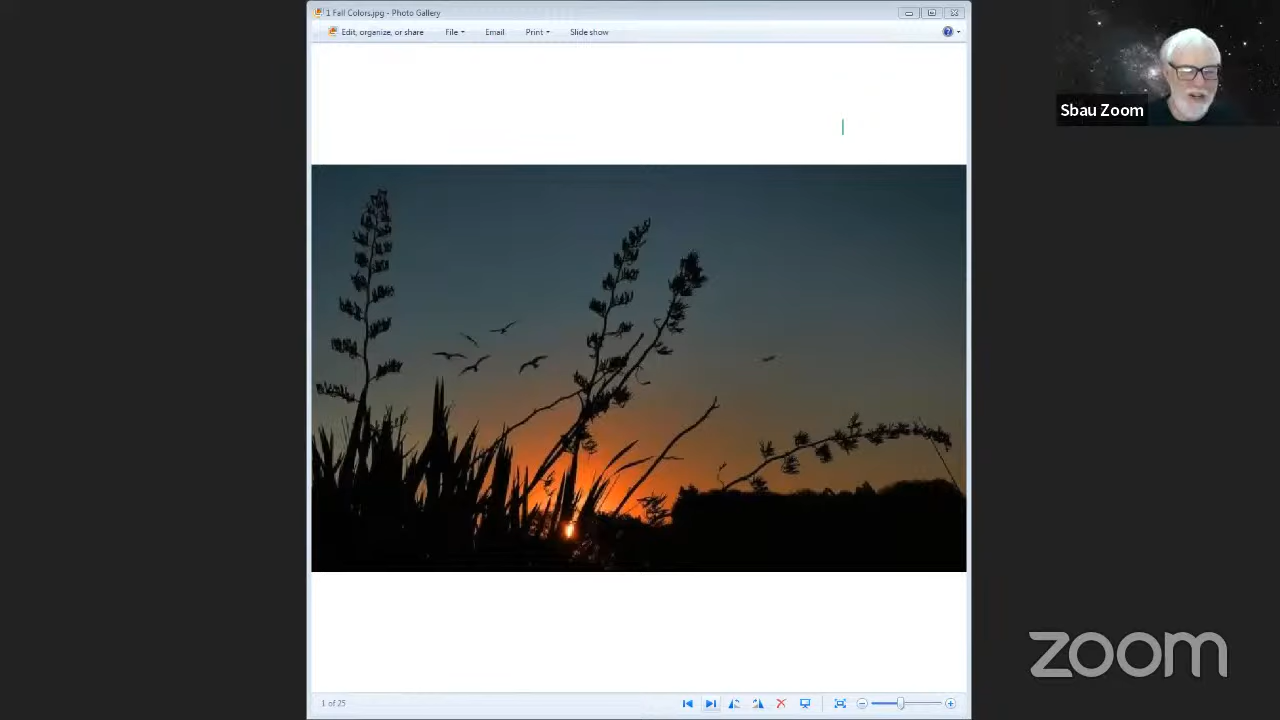 1 Fall Colors.jpg - Photo Gallery
Edit, organize, or share File Email Print Slide show
Sbau Zoom
zoom
1 of 25